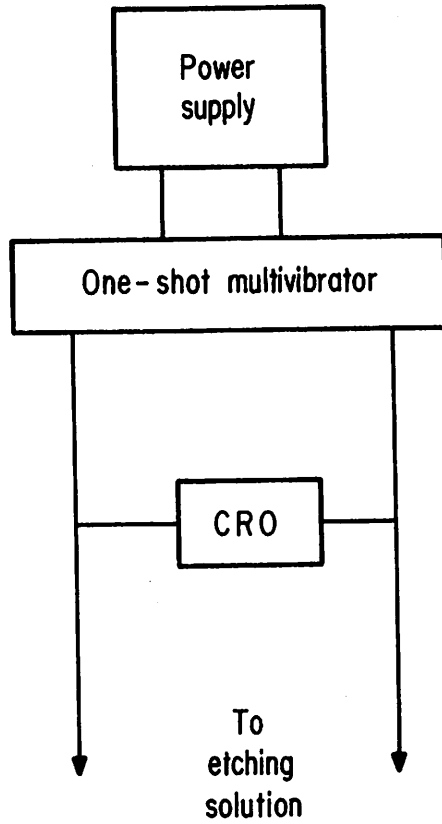 Power
supply
One-shot multivibrator
CRO
To
etching
solution